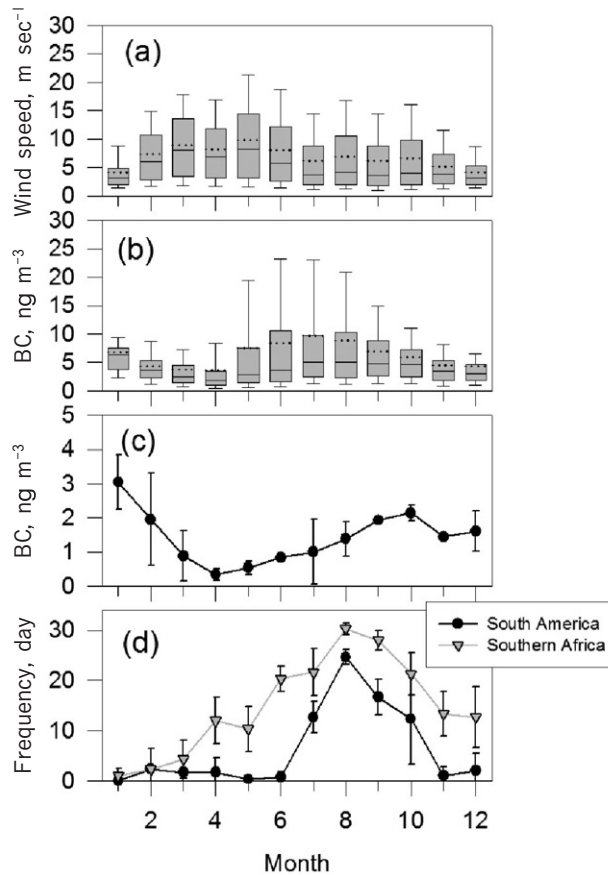 (a)
Wind speed, m sec⁻¹
30
25
20
15
10
5
0
(b)
BC, ng m⁻³
30
25
20
15
10
5
0
(c)
BC, ng m⁻³
5
4
3
2
1
0
(d)
Frequency, day
30
20
10
0
South America
Southern Africa
2 4 6 8 10 12
Month